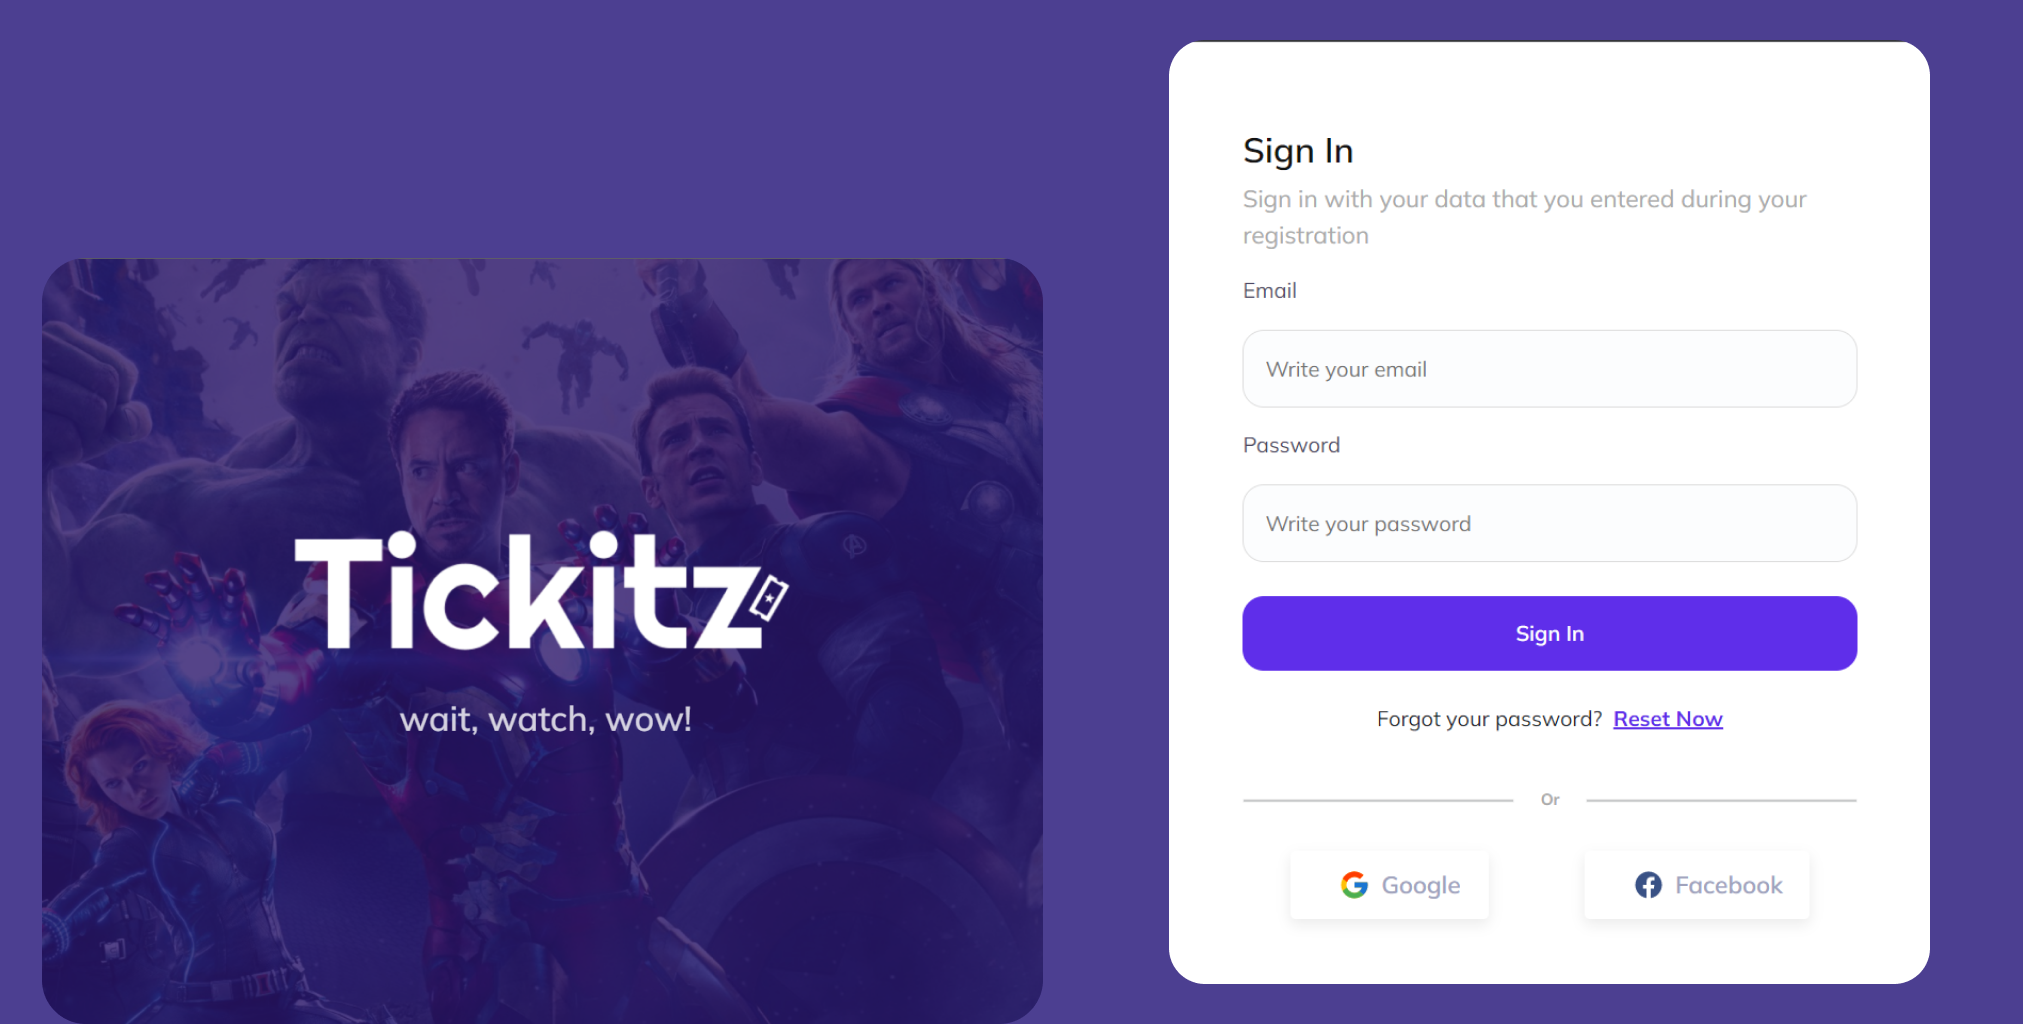 Tickitz
wait, watch, wow!
Sign In
Sign in with your data that you entered during your
registration
Email
Write your email
Password
Write your password
Sign In
Forgot your password? Reset Now
Or
Google
Facebook